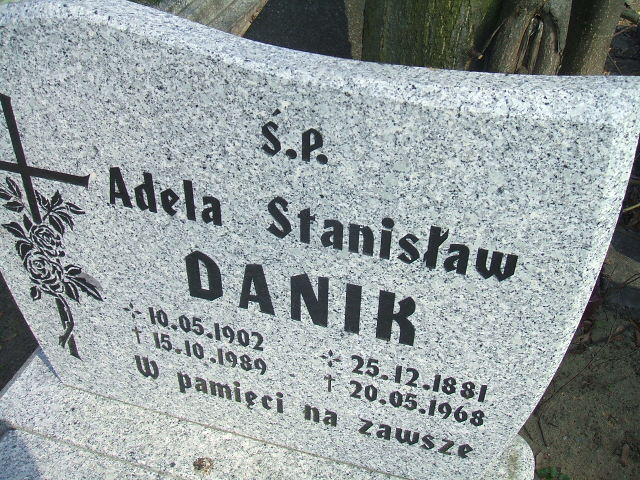 Ś.P.
Adela Stanisław
DANIK
10.05.1902 25.12.1881
15.10.1989 20.05.1968
W pamięci na zawsze